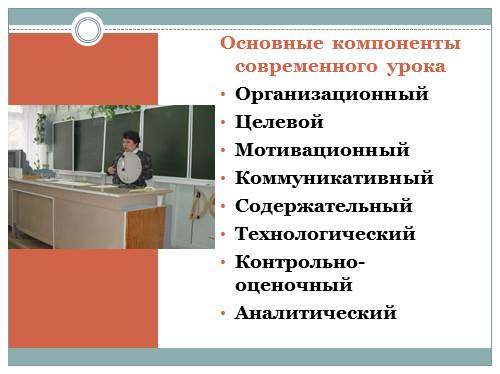 Основные компоненты
современного урока
• Организационный
• Целевой
• Мотивационный
• Коммуникативный
• Содержательный
• Технологический
• Контрольно-
оценочный
• Аналитический